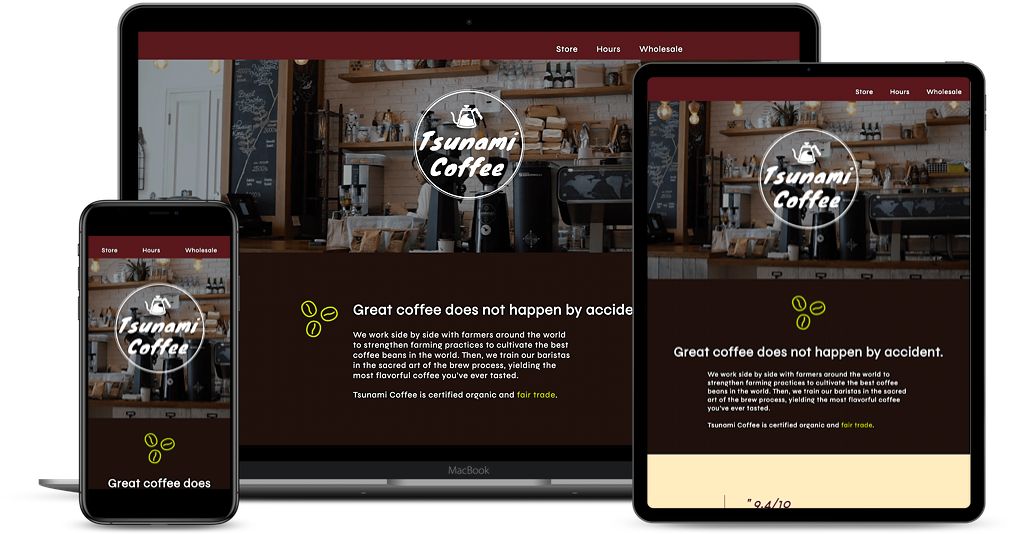 Store Hours Wholesale
Tsunami
Coffee
Great coffee does not happen by accide
We work side by side with farmers around the world
to strengthen farming practices to cultivate the best
coffee beans in the world. Then, we train our baristas
in the sacred art of the brew process, yielding the
most flavorful coffee you've ever tasted.
Tsunami Coffee is certified organic and fair trade.
MacBook
Store Hours Wholesale
Tsunami
Coffee
Great coffee does not happen by accident.
We work side by side with farmers around the world to
strengthen farming practices to cultivate the best coffee
beans in the world. Then, we train our baristas in the sacred
art of the brew process, yielding the most flavorful coffee
you've ever tasted.
Tsunami Coffee is certified organic and fair trade.
" 9.4/10
Store Hours Wholesale
Tsunami
Coffee
Great coffee does